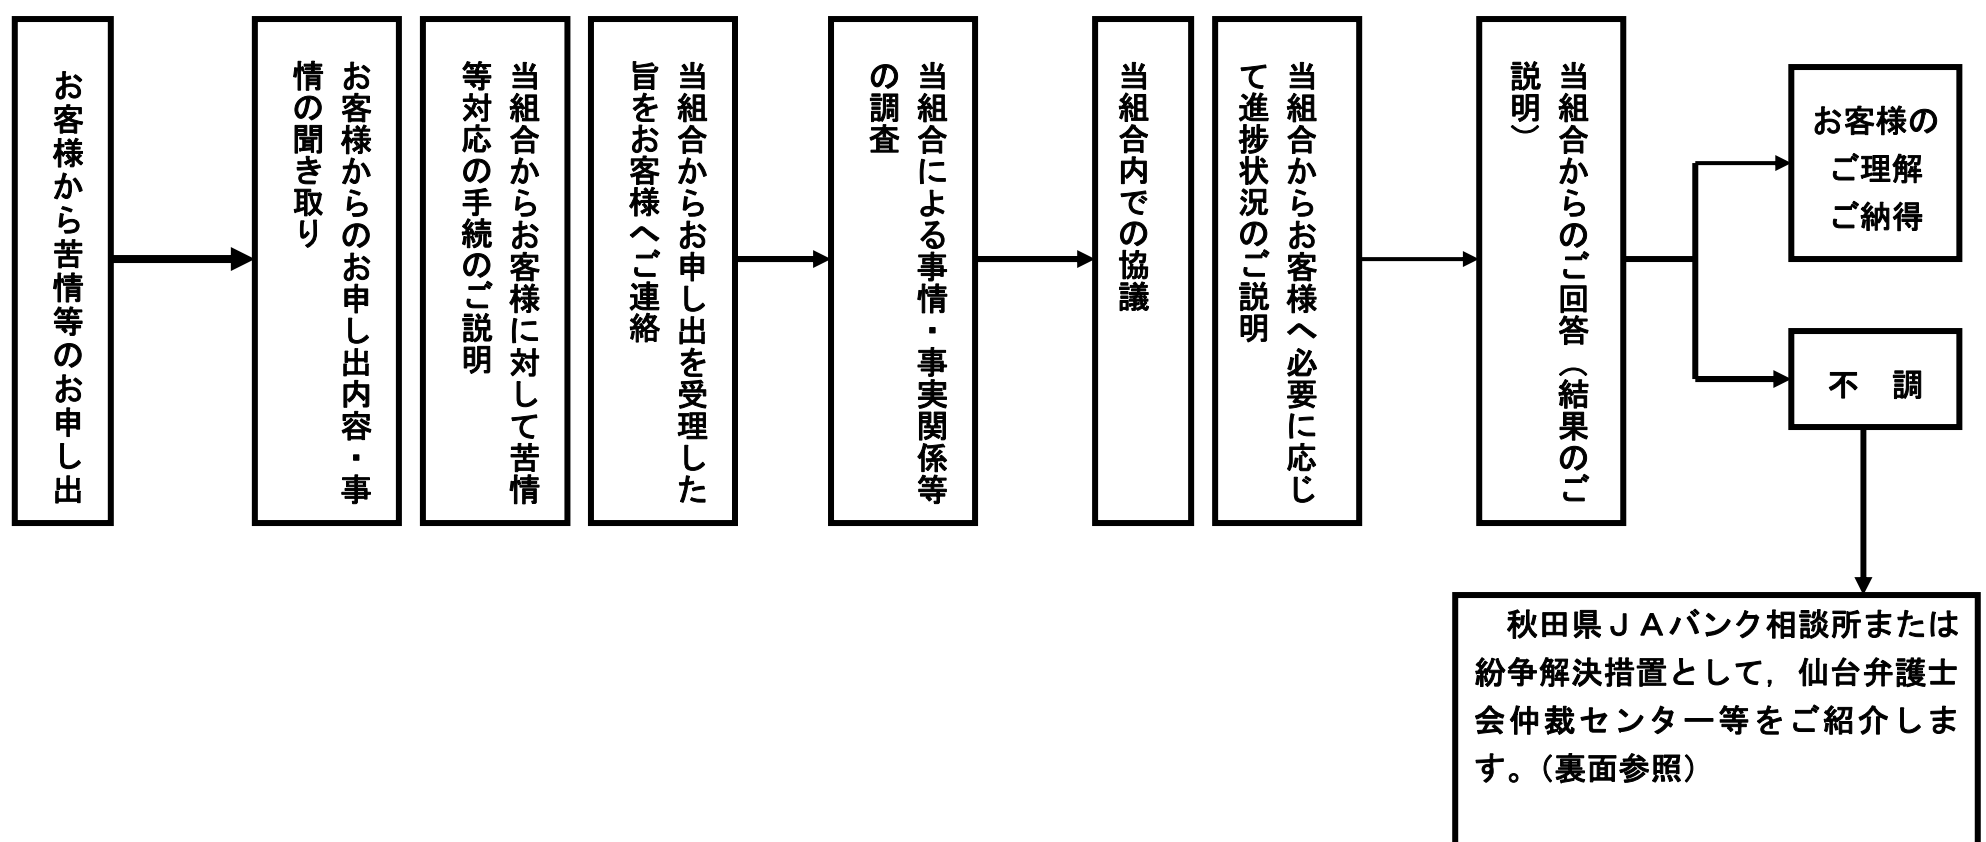 お客様から苦情等のお申し出
お客様からのお申し出内容・事
情の聞き取り
当組合からお客様に対して苦情
等対応の手続のご説明
当組合からお申し出を受理した
旨をお客様へご連絡
当組合による事情・事実関係等
の調査
当組合内での協議
当組合からお客様へ必要に応じ
て進捗状況のご説明
当組合からのご回答（結果のご
説明）
お客様の
ご理解
ご納得
不　調
秋田県ＪＡバンク相談所または
紛争解決措置として，仙台弁護士
会仲裁センター等をご紹介しま
す。（裏面参照）